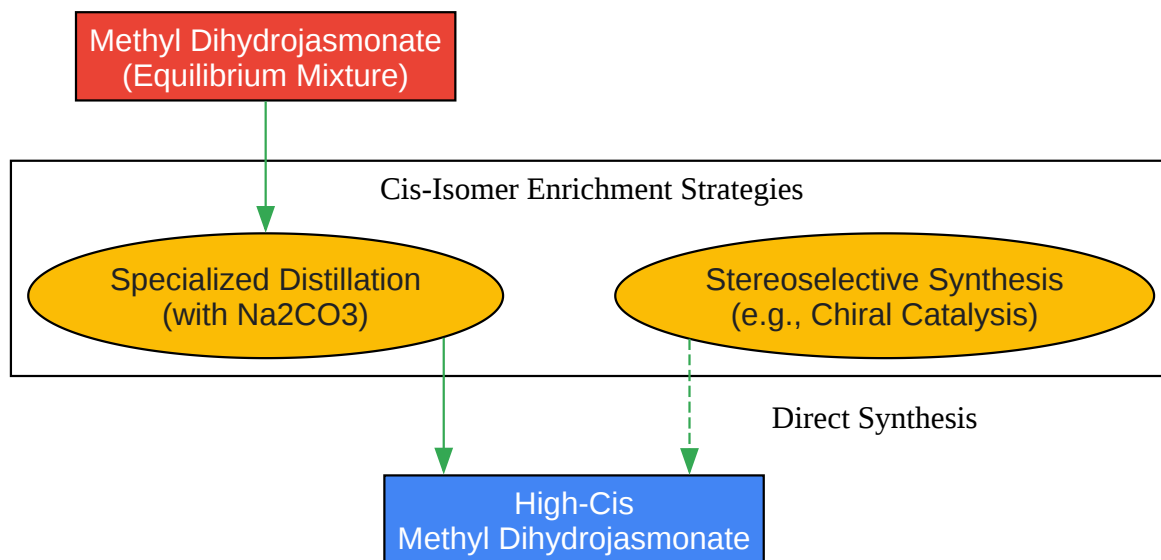 Methyl Dihydrojasmonate
(Equilibrium Mixture)
Cis-Isomer Enrichment Strategies
Specialized Distillation
(with Na2CO3)
Stereoselective Synthesis
(e.g., Chiral Catalysis)
Direct Synthesis
High-Cis
Methyl Dihydrojasmonate